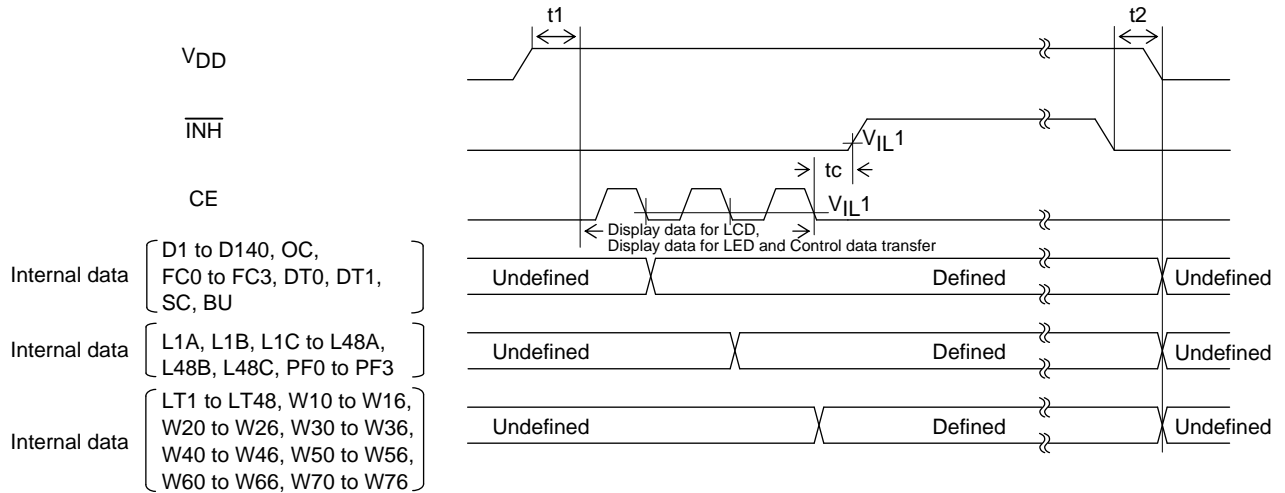 t1
t2
VDD
INH
VIL1
tc
CE
VIL1
Display data for LCD,
Display data for LED and Control data transfer
Internal data
D1 to D140, OC,
FC0 to FC3, DT0, DT1,
SC, BU
Undefined
Defined
Undefined
Internal data
L1A, L1B, L1C to L48A,
L48B, L48C, PF0 to PF3
Undefined
Defined
Undefined
Internal data
LT1 to LT48, W10 to W16,
W20 to W26, W30 to W36,
W40 to W46, W50 to W56,
W60 to W66, W70 to W76
Undefined
Defined
Undefined